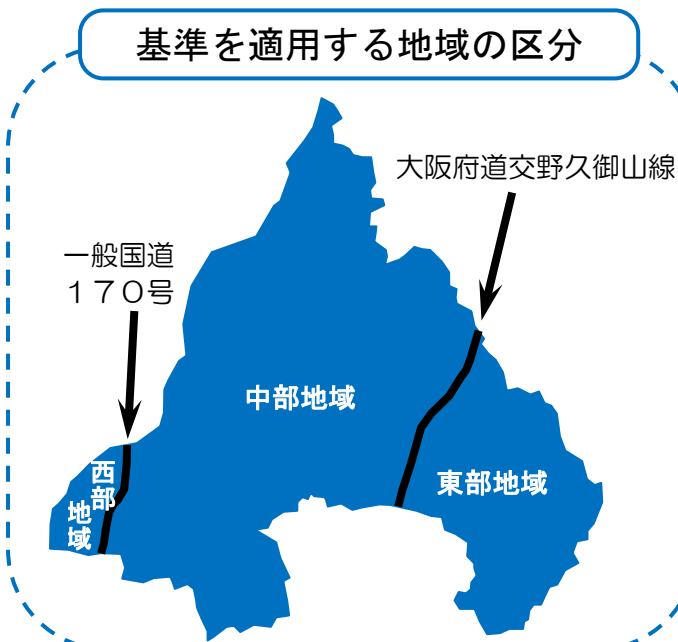 基準を適用する地域の区分
大阪府道交野久御山線
一般国道
１７０号
中部地域
西部
地域
東部地域